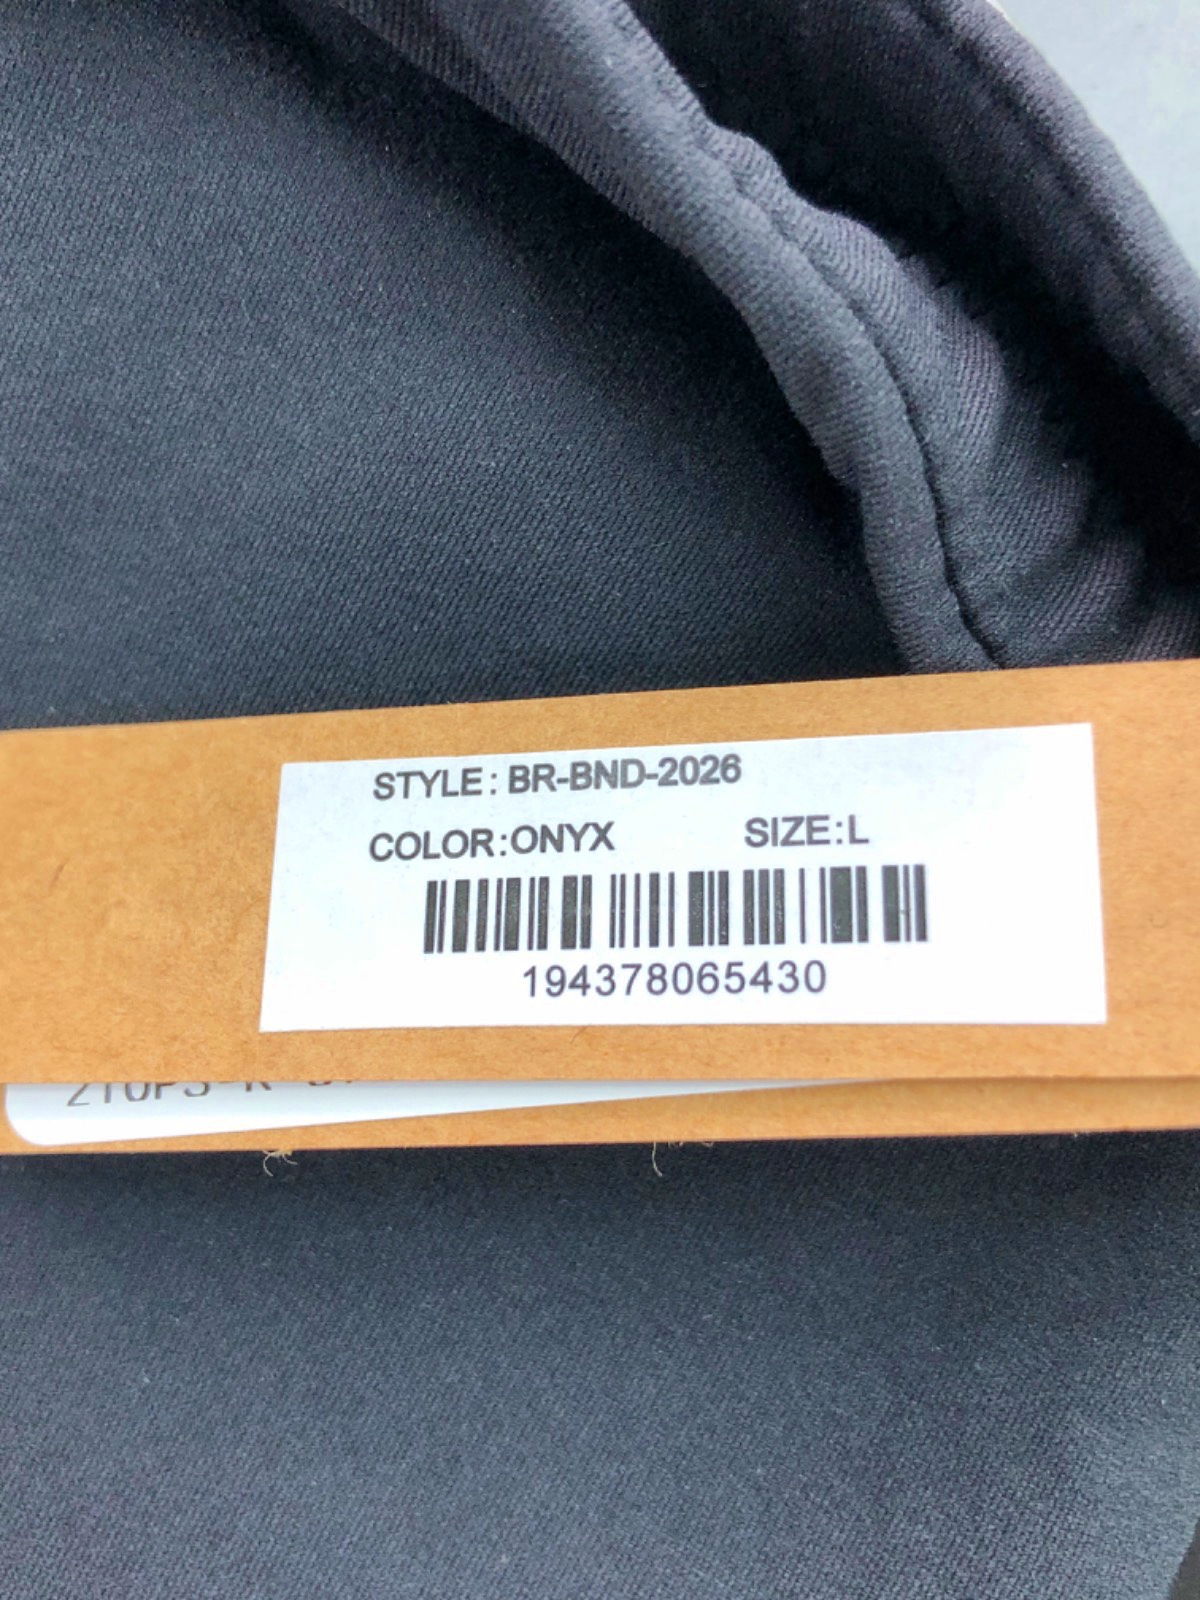 STYLE: BR-BND-2026
COLOR:ONYX SIZE:L
194378065430